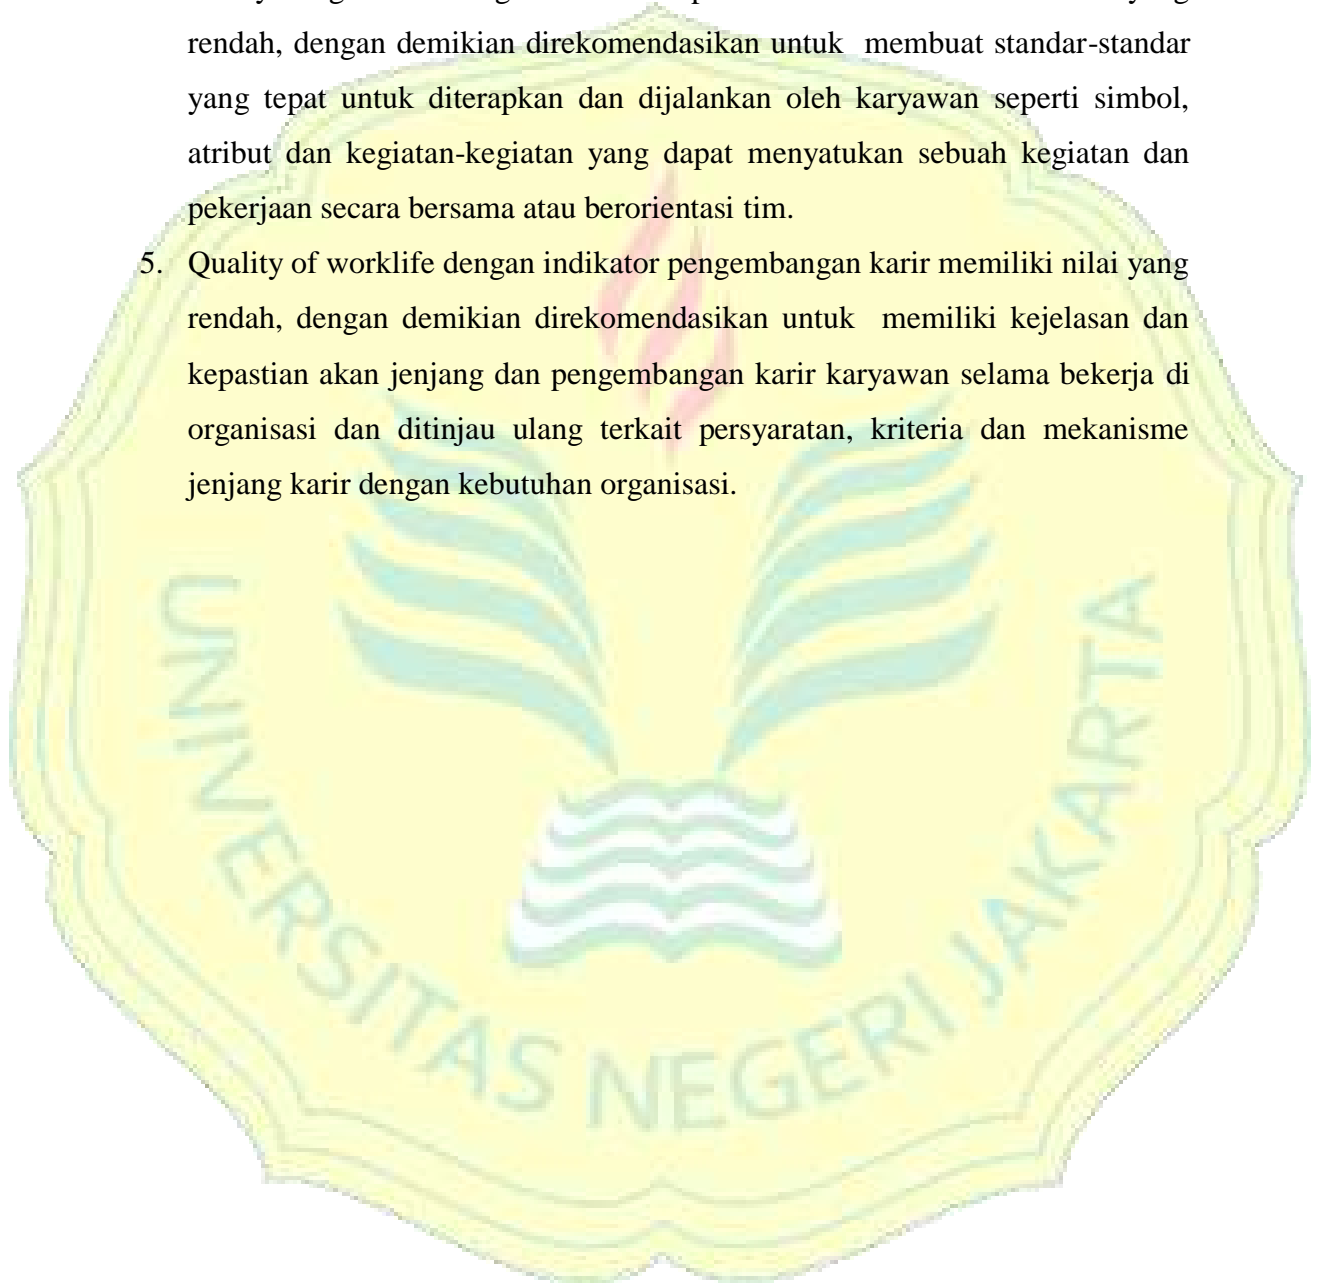 rendah, dengan demikian direkomendasikan untuk membuat standar-standar
yang tepat untuk diterapkan dan dijalankan oleh karyawan seperti simbol,
atribut dan kegiatan-kegiatan yang dapat menyatukan sebuah kegiatan dan
pekerjaan secara bersama atau berorientasi tim.
5. Quality of worklife dengan indikator pengembangan karir memiliki nilai yang
rendah, dengan demikian direkomendasikan untuk memiliki kejelasan dan
kepastian akan jenjang dan pengembangan karir karyawan selama bekerja di
organisasi dan ditinjau ulang terkait persyaratan, kriteria dan mekanisme
jenjang karir dengan kebutuhan organisasi.
UNIVERSITAS NEGERI JAKARTA